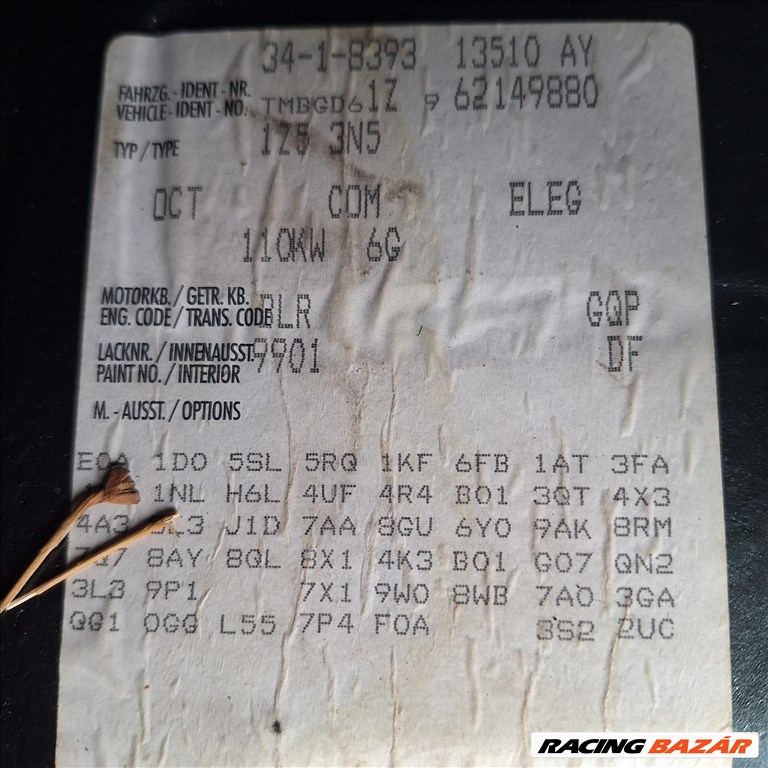 34-1-8393 13510 AY
FAHRZG. - IDENT - NR.
VEHICLE - IDENT - NO. TMBGD61Z 9 62149880
TYP / TYPE 1Z5 3N5
OCT COM ELEG
110KW 6G
MOTORKB. / GETR. KB.
ENG. CODE / TRANS. CODE BLR GQP
LACKNR. / INNENAUSST. 9901 DF
PAINT NO. / INTERIOR
M. - AUSST. / OPTIONS
E0A 1D0 5SL 5RQ 1KF 6FB 1AT 3FA
1NL H6L 4UF 4R4 B01 3QT 4X3
4A3 J1D 7AA 8GU 6Y0 9AK 8RM
8AY 8QL 8X1 4K3 B01 G07 QN2
3L3 9P1 7X1 9W0 8WB 7A0 3GA
QG1 0GG L55 7P4 F0A 3S2 2UC
RACING BAZÁR